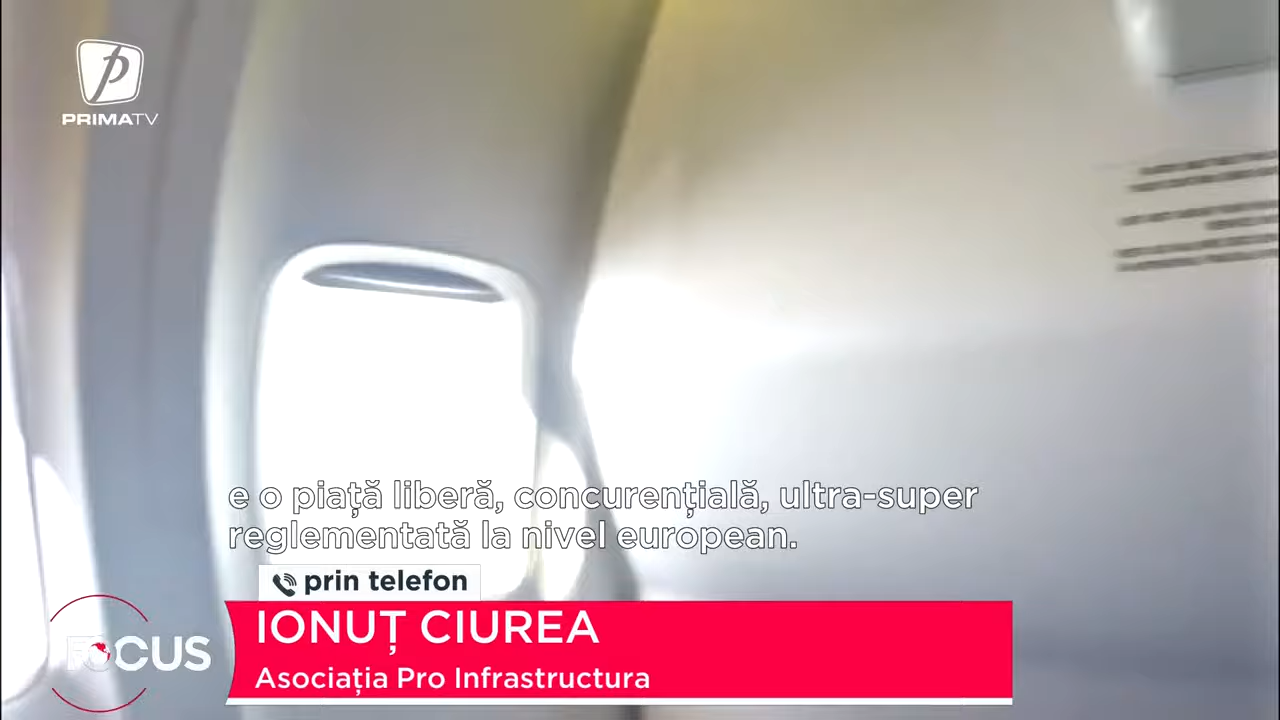 PRIMATV
e o piață liberă, concurențială, ultra-super
reglementată la nivel european.
prin telefon
IONUȚ CIUREA
FOCUS
Asociația Pro Infrastructura